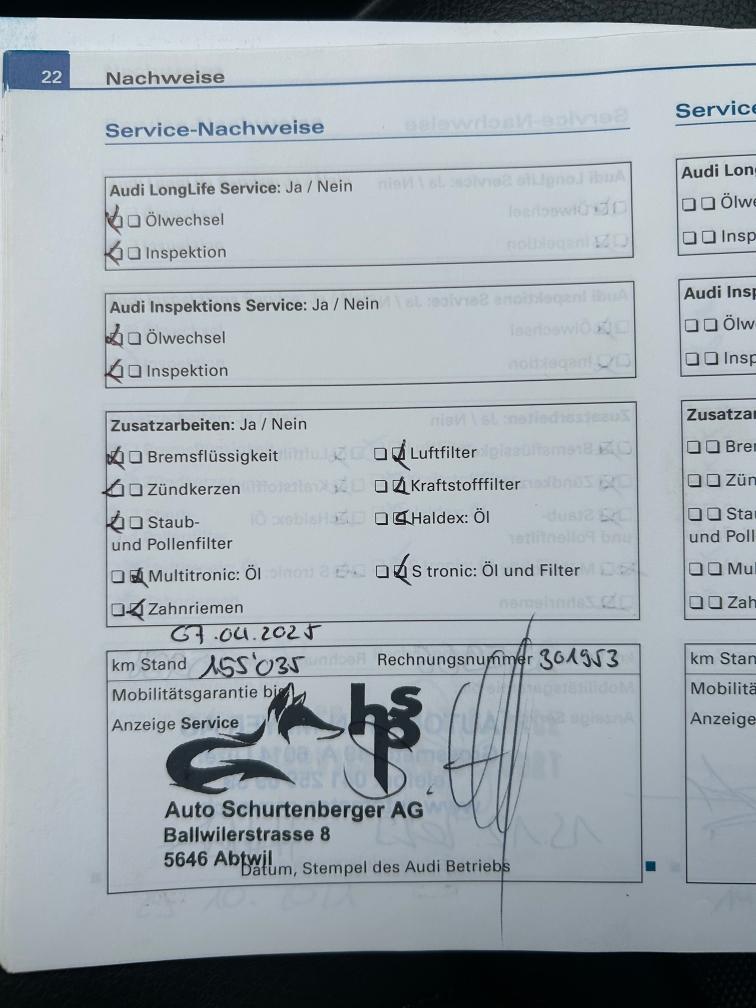 22 Nachweise
Service-Nachweise
Audi LongLife Service: Ja / Nein
Ölwechsel
Inspektion
Audi Inspektions Service: Ja / Nein
Ölwechsel
Inspektion
Zusatzarbeiten: Ja / Nein
Bremsflüssigkeit Luftfilter
Zündkerzen Kraftstofffilter
Staub- Haldex: Öl
und Pollenfilter
Multitronic: Öl S tronic: Öl und Filter
Zahnriemen
07.04.2025
km Stand 155'035 Rechnungsnummer 301953
Mobilitätsgarantie bis
Anzeige Service
hsp
Auto Schurtenberger AG
Ballwilerstrasse 8
5646 Abtwil
Datum, Stempel des Audi Betriebs
Service
Audi Lon
Ölwe
Insp
Audi Insp
Ölwe
Insp
Zusatzar
Bre
Zün
Sta
und Poll
Mul
Zah
km Stan
Mobilitä
Anzeige